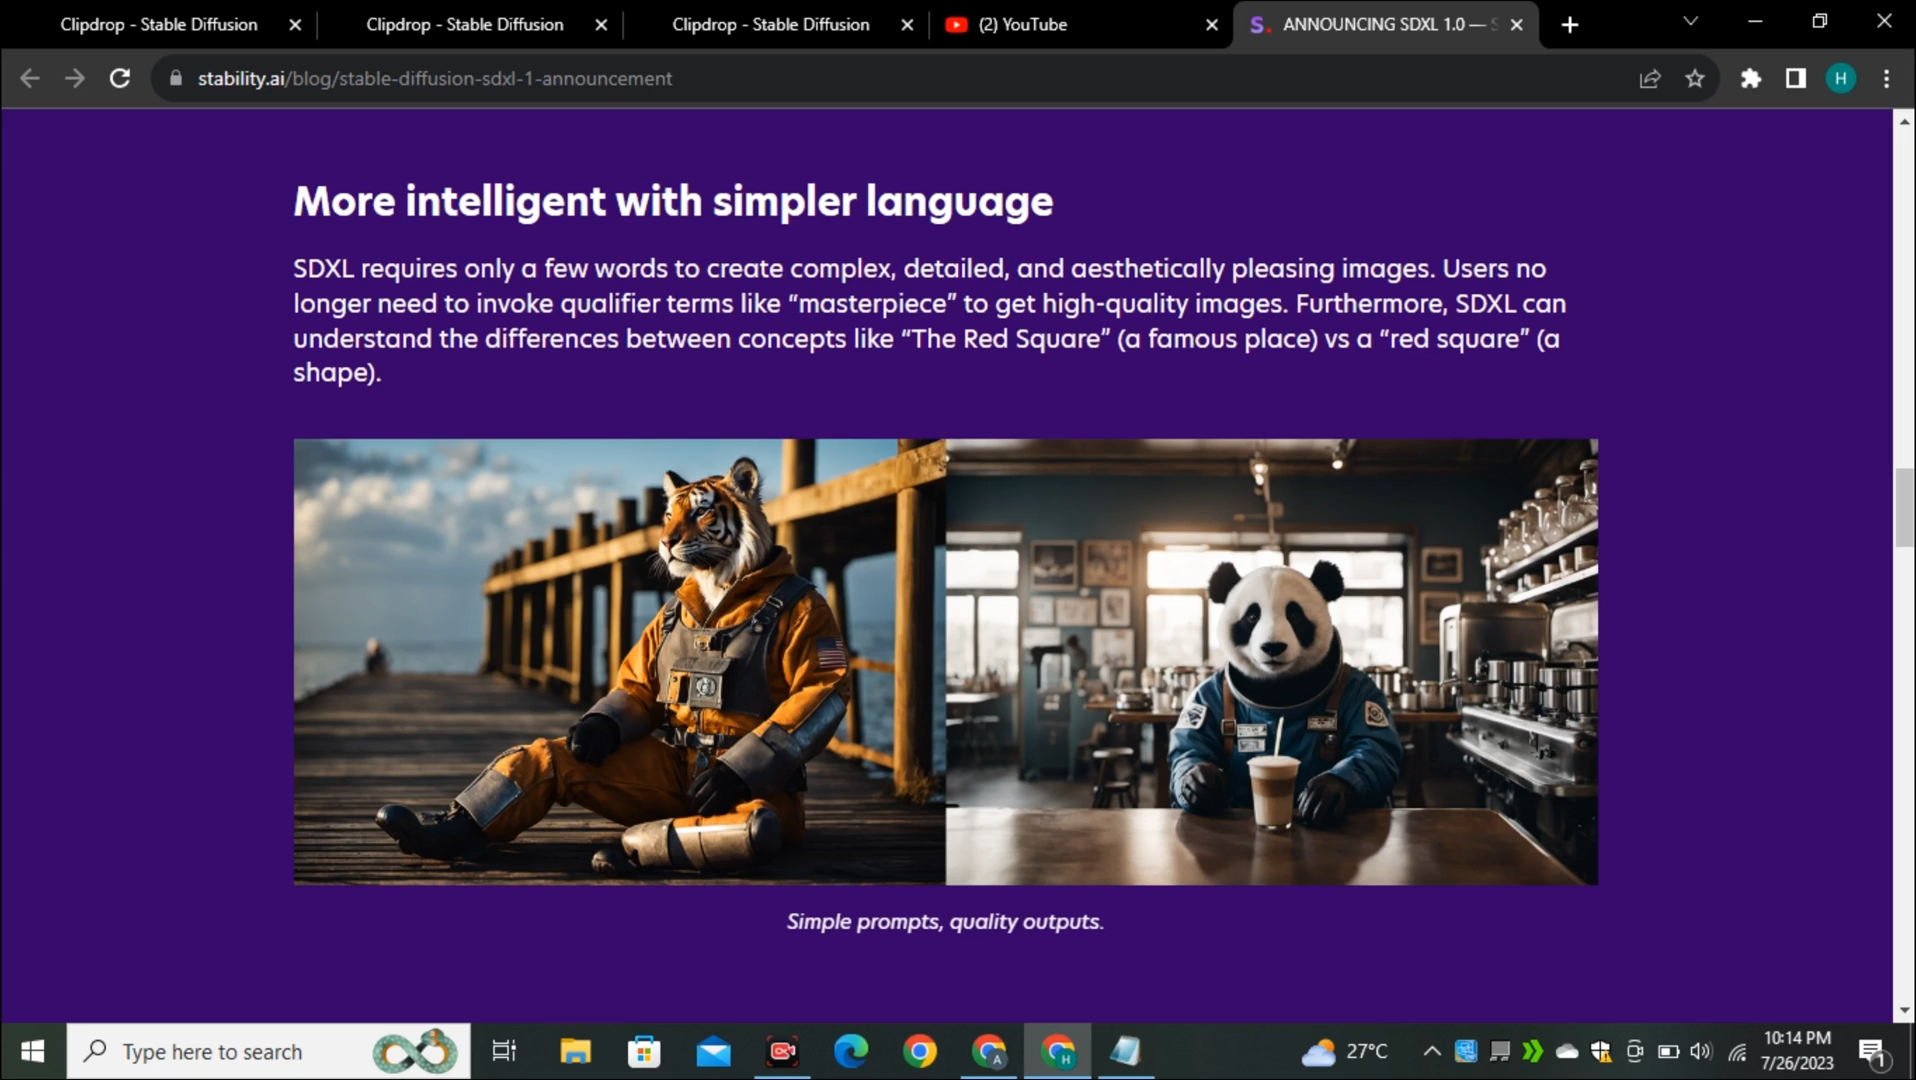 Clipdrop - Stable Diffusion
Clipdrop - Stable Diffusion
Clipdrop - Stable Diffusion
(2) YouTube
ANNOUNCING SDXL 1.0 — S
stability.ai/blog/stable-diffusion-sdxl-1-announcement
H
More intelligent with simpler language
SDXL requires only a few words to create complex, detailed, and aesthetically pleasing images. Users no
longer need to invoke qualifier terms like “masterpiece” to get high-quality images. Furthermore, SDXL can
understand the differences between concepts like “The Red Square” (a famous place) vs a “red square” (a
shape).
Simple prompts, quality outputs.
Type here to search
A
H
27°C
10:14 PM
7/26/2023
1